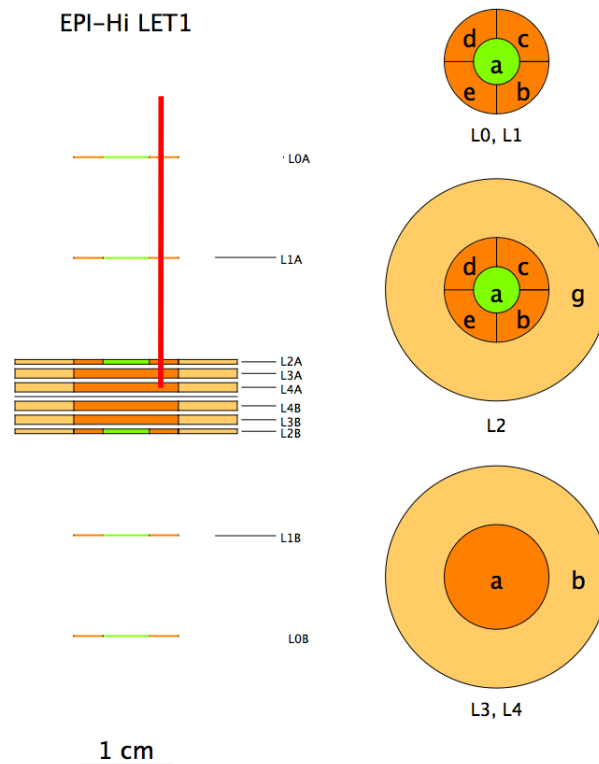 EPI-Hi LET1
L0A
L1A
L2A
L3A
L4A
L4B
L3B
L2B
L1B
L0B
1 cm
d c
a
e b
L0, L1
d c
a g
e b
L2
a b
L3, L4